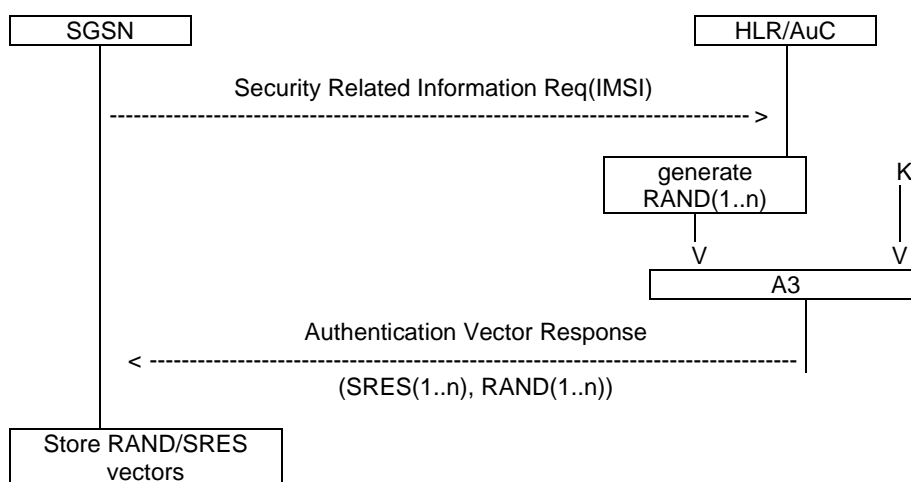 SGSN
HLR/AuC
Security Related Information Req(IMSI)
-------------------------------------------------------------------------------- >
generate
RAND(1..n)
K
V
V
A3
Authentication Vector Response
< --------------------------------------------------------------------------------
(SRES(1..n), RAND(1..n))
Store RAND/SRES
vectors